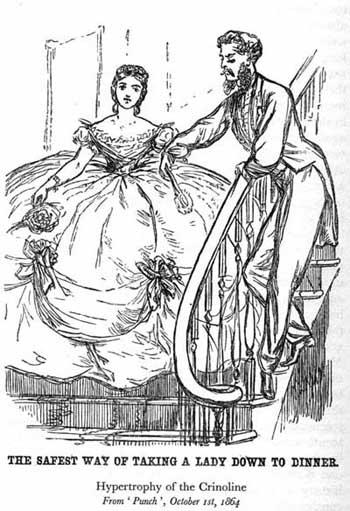 THE SAFEST WAY OF TAKING A LADY DOWN TO DINNER.
Hypertrophy of the Crinoline
From ‘ Punch ’, October 1st, 1864